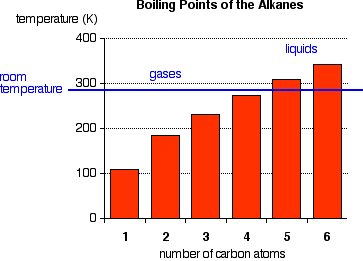 Boiling Points of the Alkanes
temperature (K)
400
liquids
gases
room
temperature
300
200
100
0
1 2 3 4 5 6
number of carbon atoms